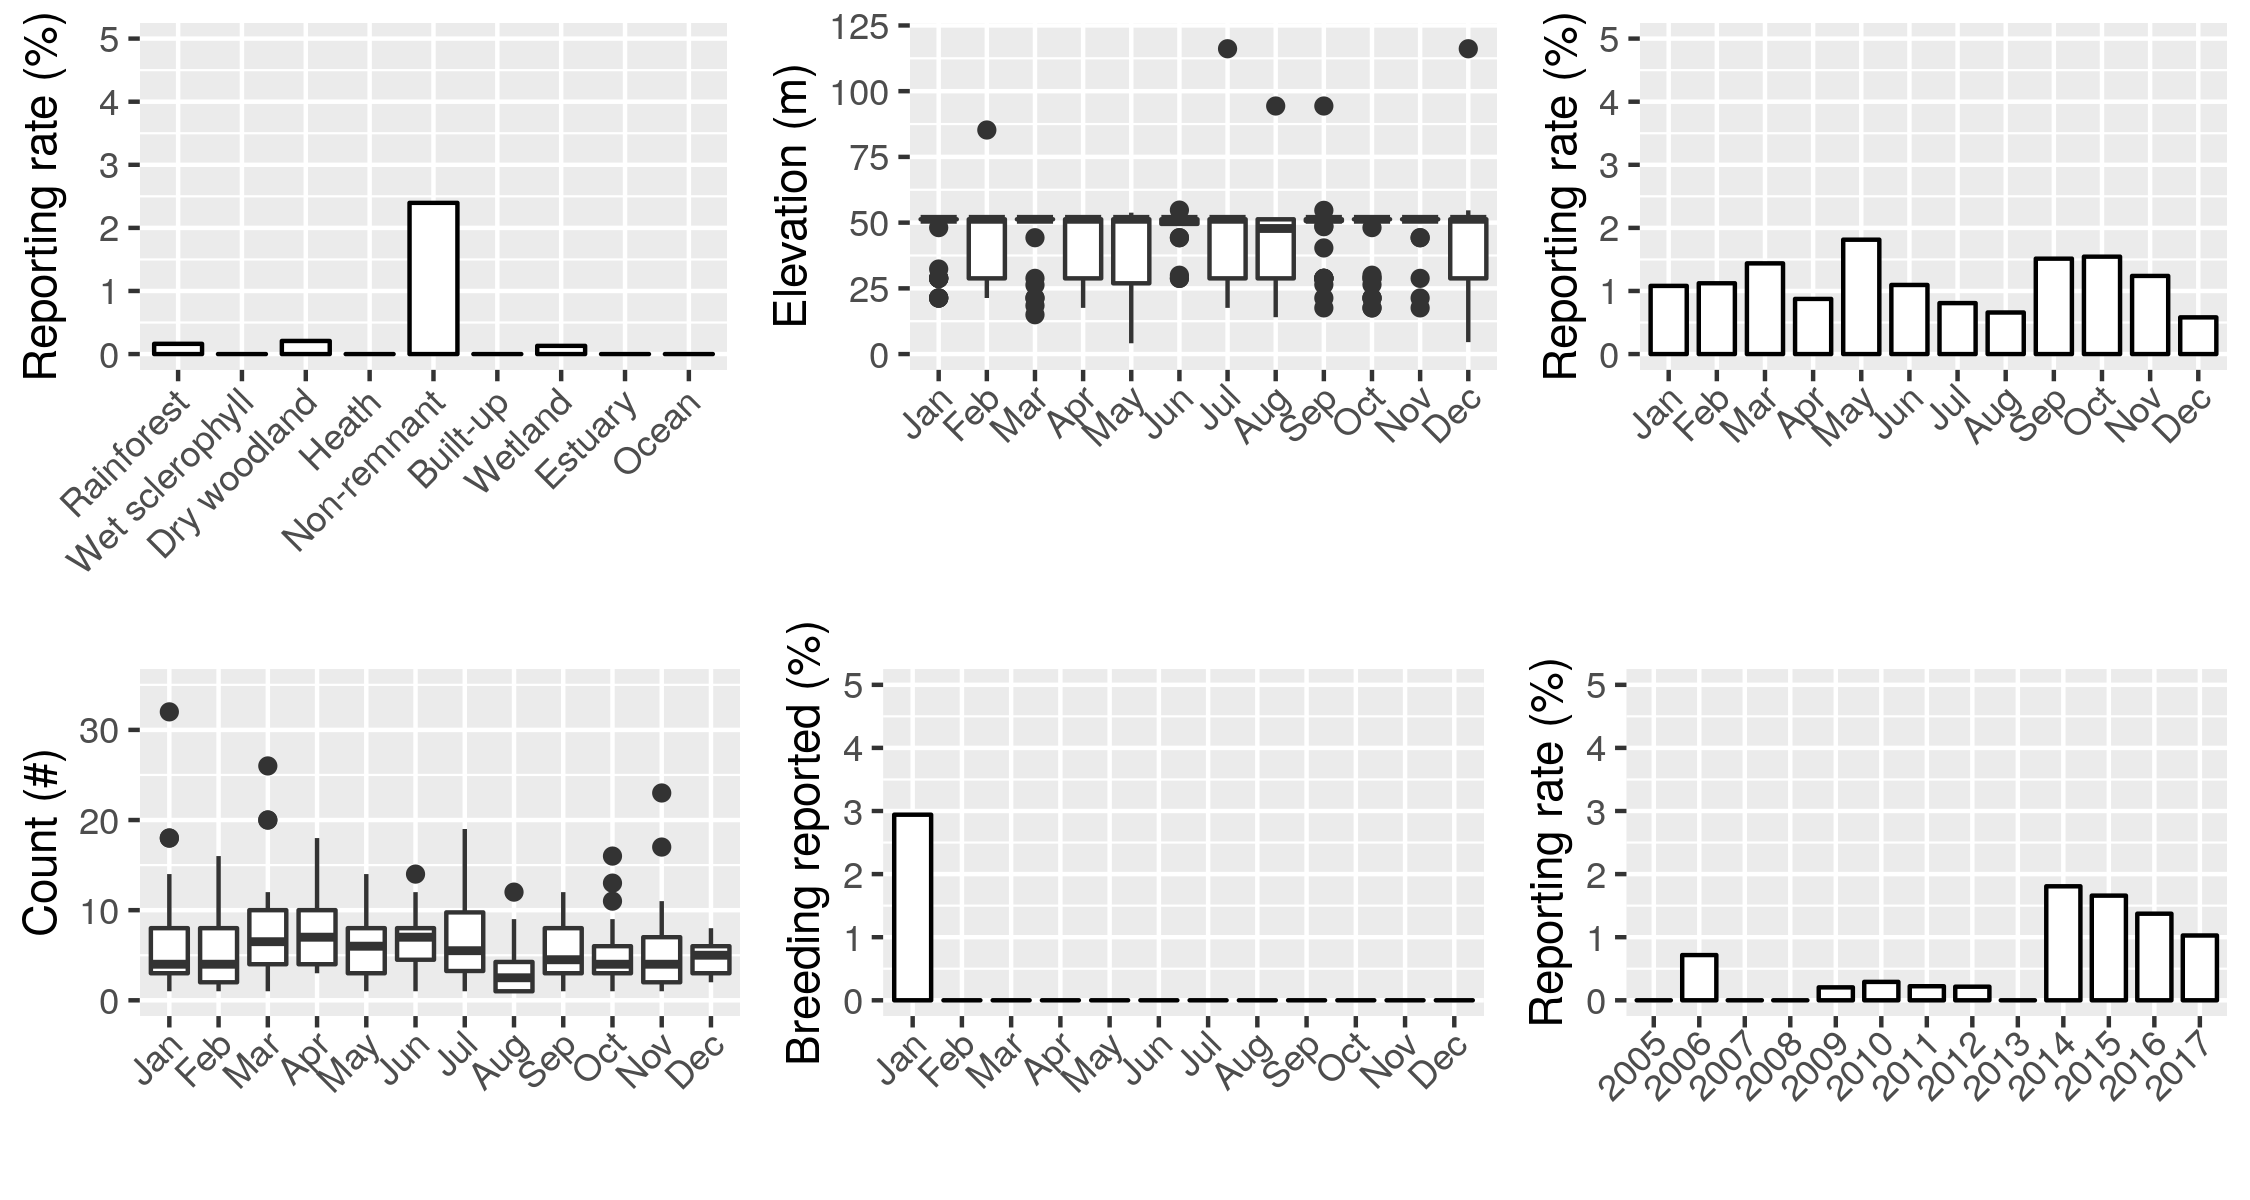 Reporting rate (%)
5
4
3
2
1
0
Rainforest
Wet sclerophyll
Dry woodland
Heath
Non-remnant
Built-up
Wetland
Estuary
Ocean
Elevation (m)
125
100
75
50
25
0
Jan
Feb
Mar
Apr
May
Jun
Jul
Aug
Sep
Oct
Nov
Dec
Reporting rate (%)
5
4
3
2
1
0
Jan
Feb
Mar
Apr
May
Jun
Jul
Aug
Sep
Oct
Nov
Dec
Count (#)
30
20
10
0
Jan
Feb
Mar
Apr
May
Jun
Jul
Aug
Sep
Oct
Nov
Dec
Breeding reported (%)
5
4
3
2
1
0
Jan
Feb
Mar
Apr
May
Jun
Jul
Aug
Sep
Oct
Nov
Dec
Reporting rate (%)
5
4
3
2
1
0
2005
2006
2007
2008
2009
2010
2011
2012
2013
2014
2015
2016
2017